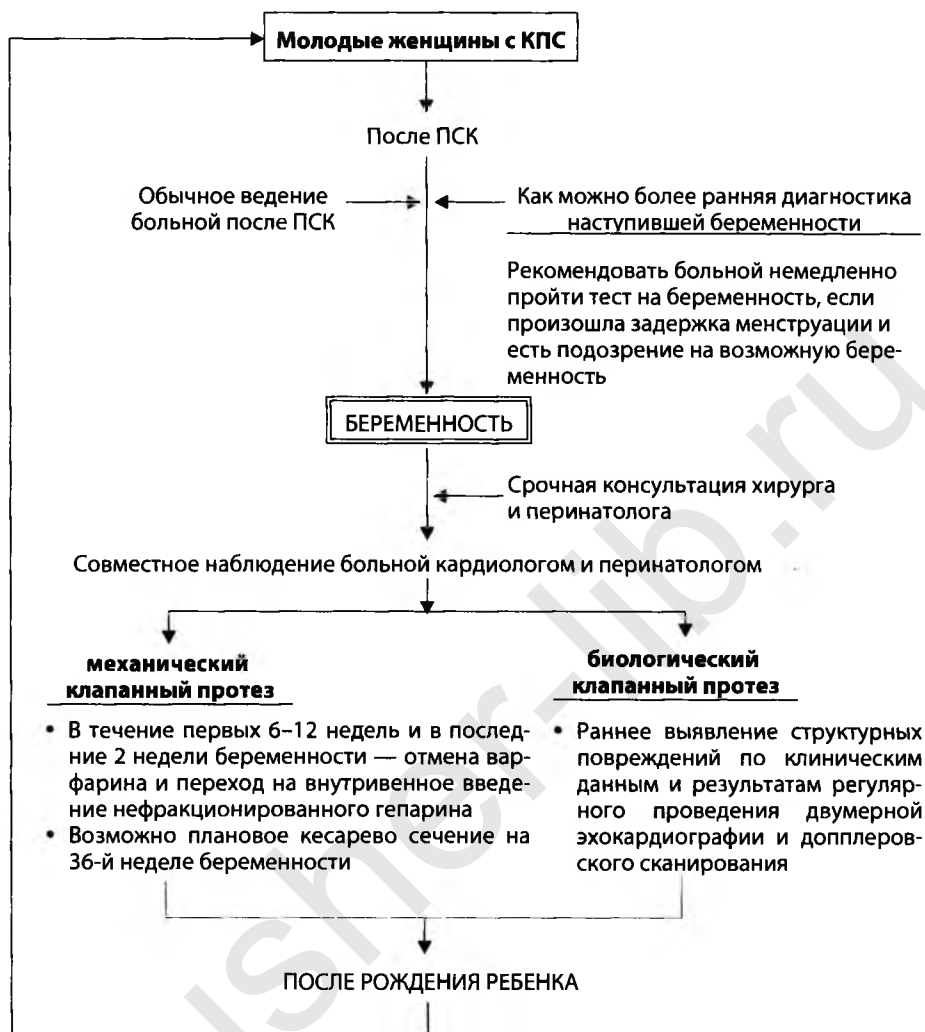 Молодые женщины с КПС
После ПСК
Обычное ведение
больной после ПСК
Как можно более ранняя диагностика
наступившей беременности
Рекомендовать больной немедленно
пройти тест на беременность, если
произошла задержка менструации и
есть подозрение на возможную бере-
менность
БЕРЕМЕННОСТЬ
Срочная консультация хирурга
и перинатолога
Совместное наблюдение больной кардиологом и перинатологом
механический
клапанный протез
• В течение первых 6–12 недель и в послед-
ние 2 недели беременности — отмена вар-
фарина и переход на внутривенное введе-
ние нефракционированного гепарина
• Возможно плановое кесарево сечение на
36-й неделе беременности
биологический
клапанный протез
• Раннее выявление структурных
повреждений по клиническим
данным и результатам регуляр-
ного проведения двумерной
эхокардиографии и допплеров-
ского сканирования
ПОСЛЕ РОЖДЕНИЯ РЕБЕНКА
usher-lib.ru